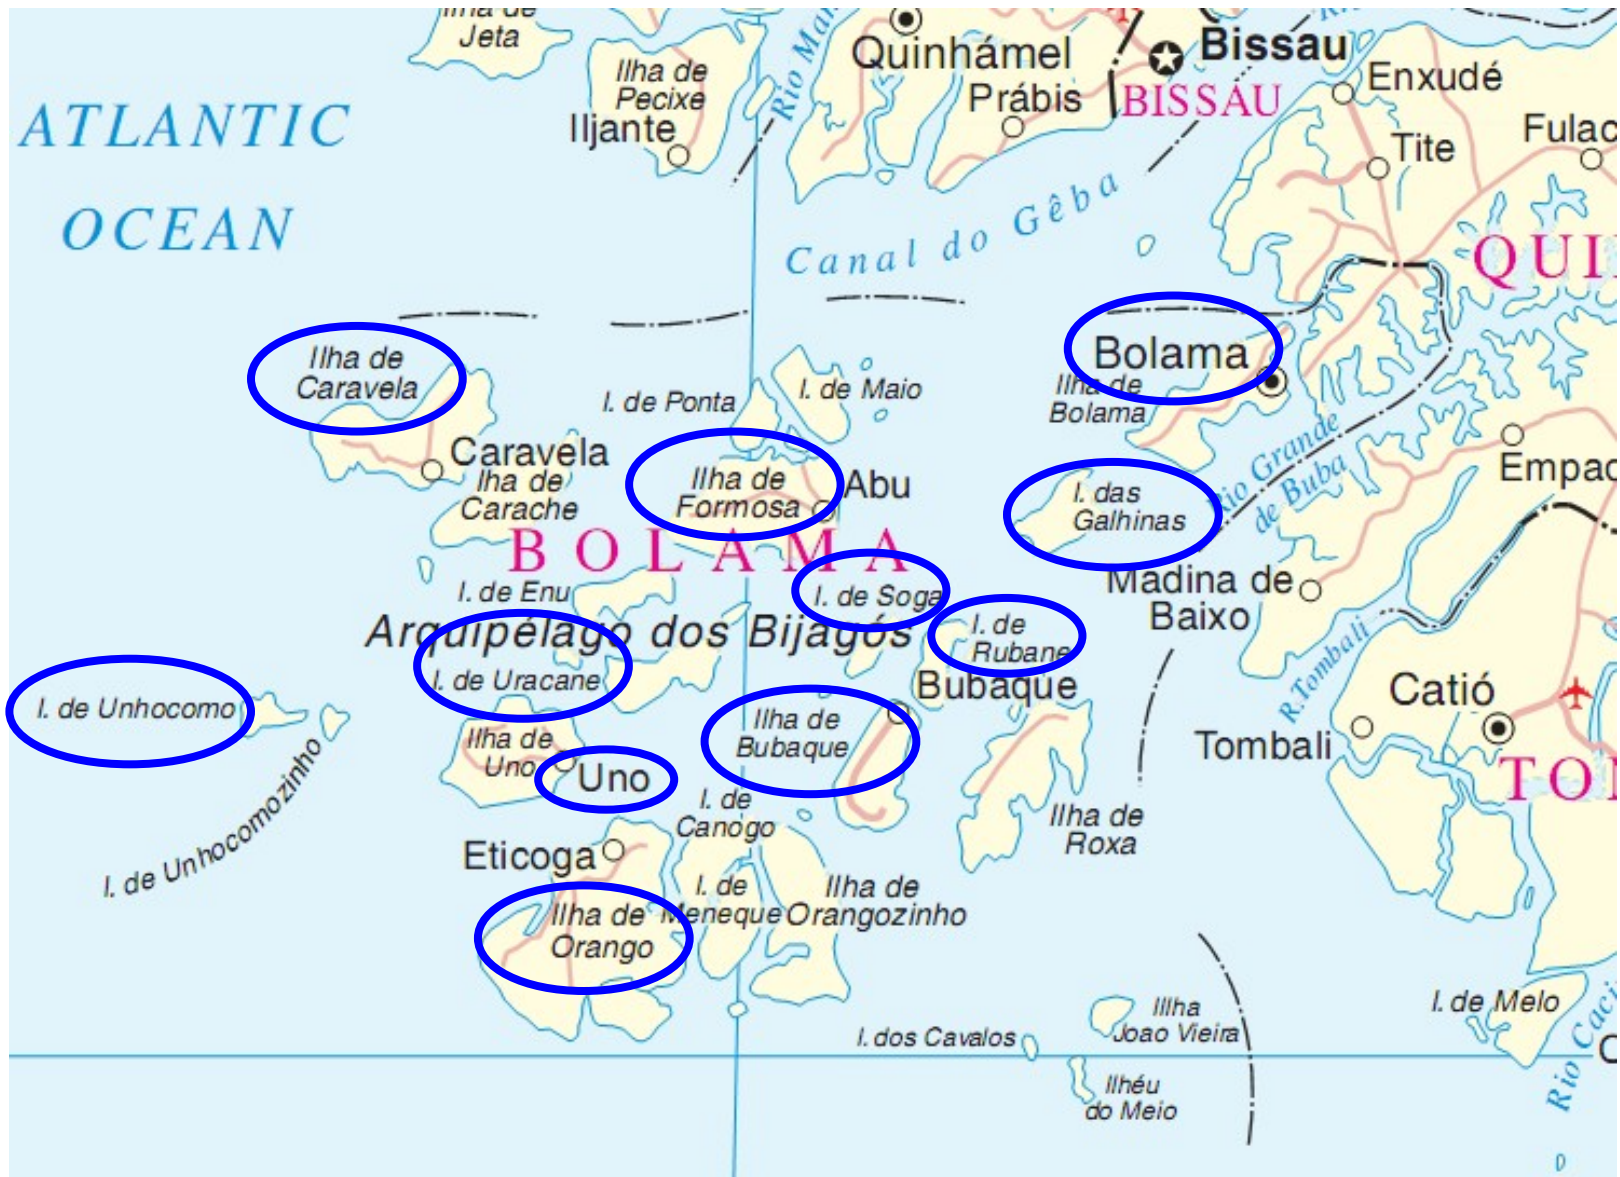 Ilha de
Jeta
Ilha de
Pecixe
Iljante
Rio Man
Quinhámel
Prábis
Bissau
BISSAU
Enxudé
Tite
Fulac
ATLANTIC
OCEAN
Canal do Gêba
QUI
Ilha de
Caravela
Caravela
Ilha de
Carache
I. de Ponta
I. de Maio
Ilha de
Formosa
Abu
Bolama
Ilha de
Bolama
I. das
Galhinas
Rio Grande
de Buba
Empad
BOLAMA
I. de Enu
I. de Soga
Arquipélago dos Bijagós
I. de
Rubane
Madina de
Baixo
R. Tombali
I. de Uracane
I. de Unhocomo
I. de Unhocomozinho
Ilha de
Uno
Uno
Ilha de
Bubaque
Bubaque
Catió
Tombali
TON
I. de
Canogo
Ilha de
Roxa
Eticoga
I. de
Meneque
Ilha de
Orangozinho
Ilha de
Orango
I. dos Cavalos
Illha
Joao Vieira
Ilhéu
do Meio
I. de Melo
Rio Caci